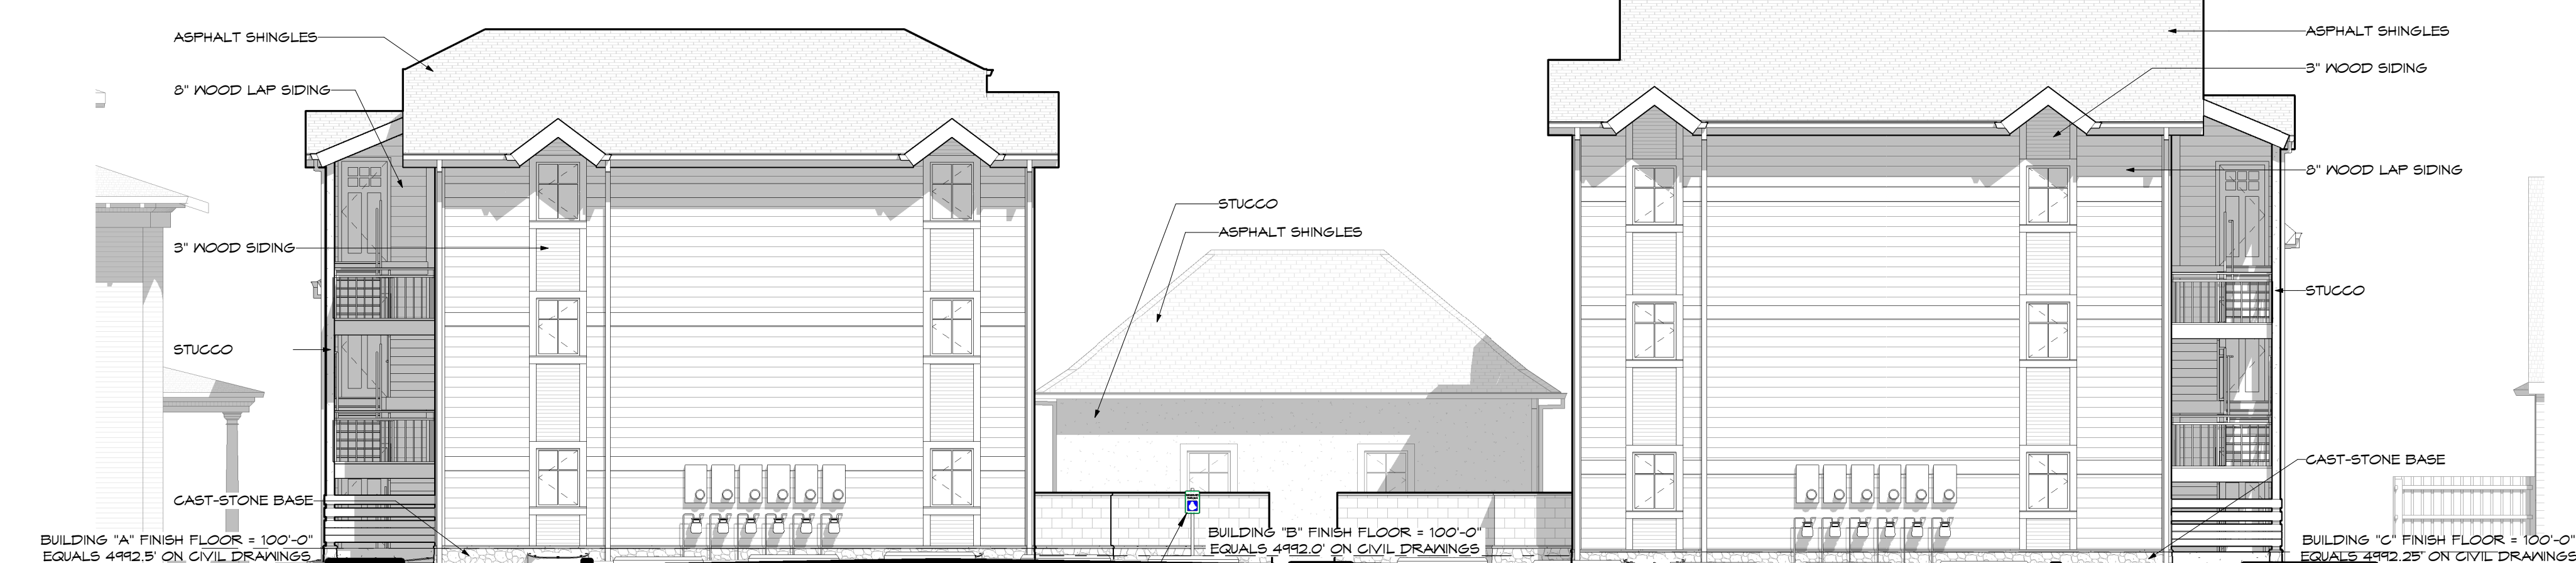 ASPHALT SHINGLES
8" WOOD LAP SIDING
3" WOOD SIDING
STUCCO
CAST-STONE BASE
BUILDING "A" FINISH FLOOR = 100'-0"
EQUALS 4992.5' ON CIVIL DRAWINGS
STUCCO
ASPHALT SHINGLES
BUILDING "B" FINISH FLOOR = 100'-0"
EQUALS 4992.0' ON CIVIL DRAWINGS
ASPHALT SHINGLES
3" WOOD SIDING
8" WOOD LAP SIDING
STUCCO
CAST-STONE BASE
BUILDING "C" FINISH FLOOR = 100'-0"
EQUALS 4992.25' ON CIVIL DRAWINGS